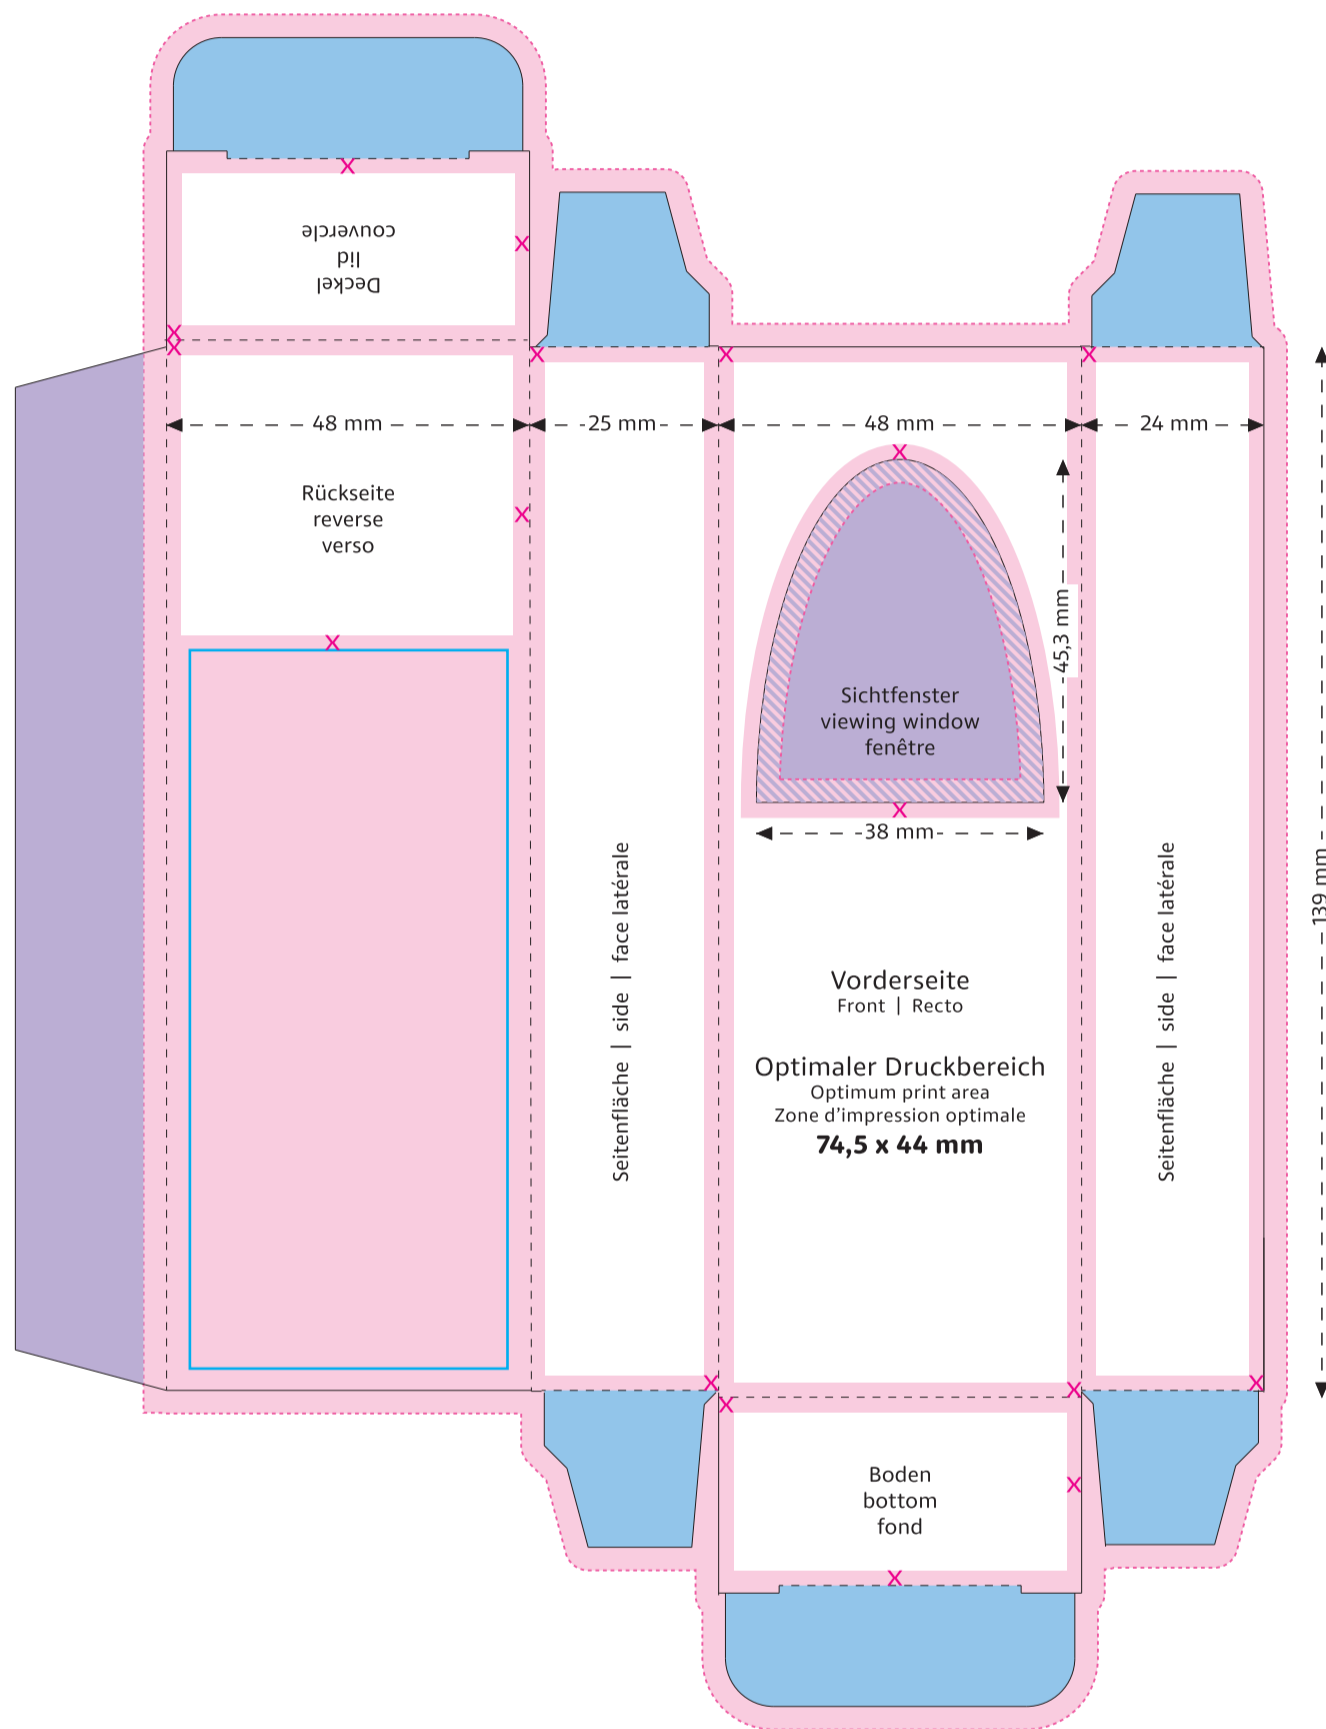 couvercle
lid
Deckel
48 mm
25 mm
48 mm
24 mm
Rückseite
reverse
verso
45,3 mm
Sichtfenster
viewing window
fenêtre
38 mm
139 mm
Seitenfläche | side | face latérale
Seitenfläche | side | face latérale
Vorderseite
Front | Recto
Optimaler Druckbereich
Optimum print area
Zone d’impression optimale
74,5 x 44 mm
Boden
bottom
fond